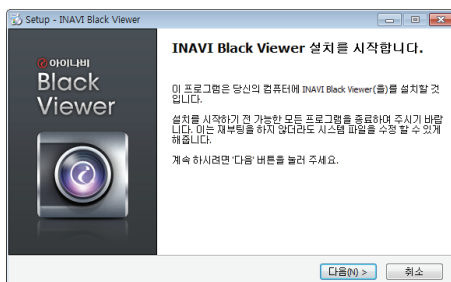 Setup - INAVI Black Viewer
아이나비
Black
Viewer
INAVI Black Viewer 설치를 시작합니다.
이 프로그램은 당신의 컴퓨터에 INAVI Black Viewer(을)를 설치할 것
입니다.
설치를 시작하기 전 가능한 모든 프로그램을 종료하여 주시기 바랍
니다. 이는 재부팅을 하지 않더라도 시스템 파일을 수정 할 수 있게
해줍니다.
계속 하시려면 '다음' 버튼을 눌러 주세요.
다음(N) >
취소